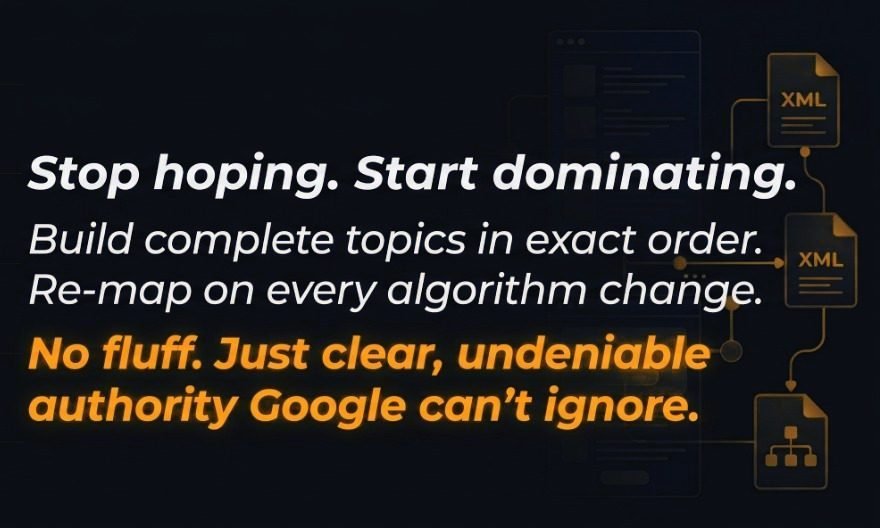 Stop hoping. Start dominating.
Build complete topics in exact order.
Re-map on every algorithm change.
No fluff. Just clear, undeniable
authority Google can’t ignore.
XML
XML